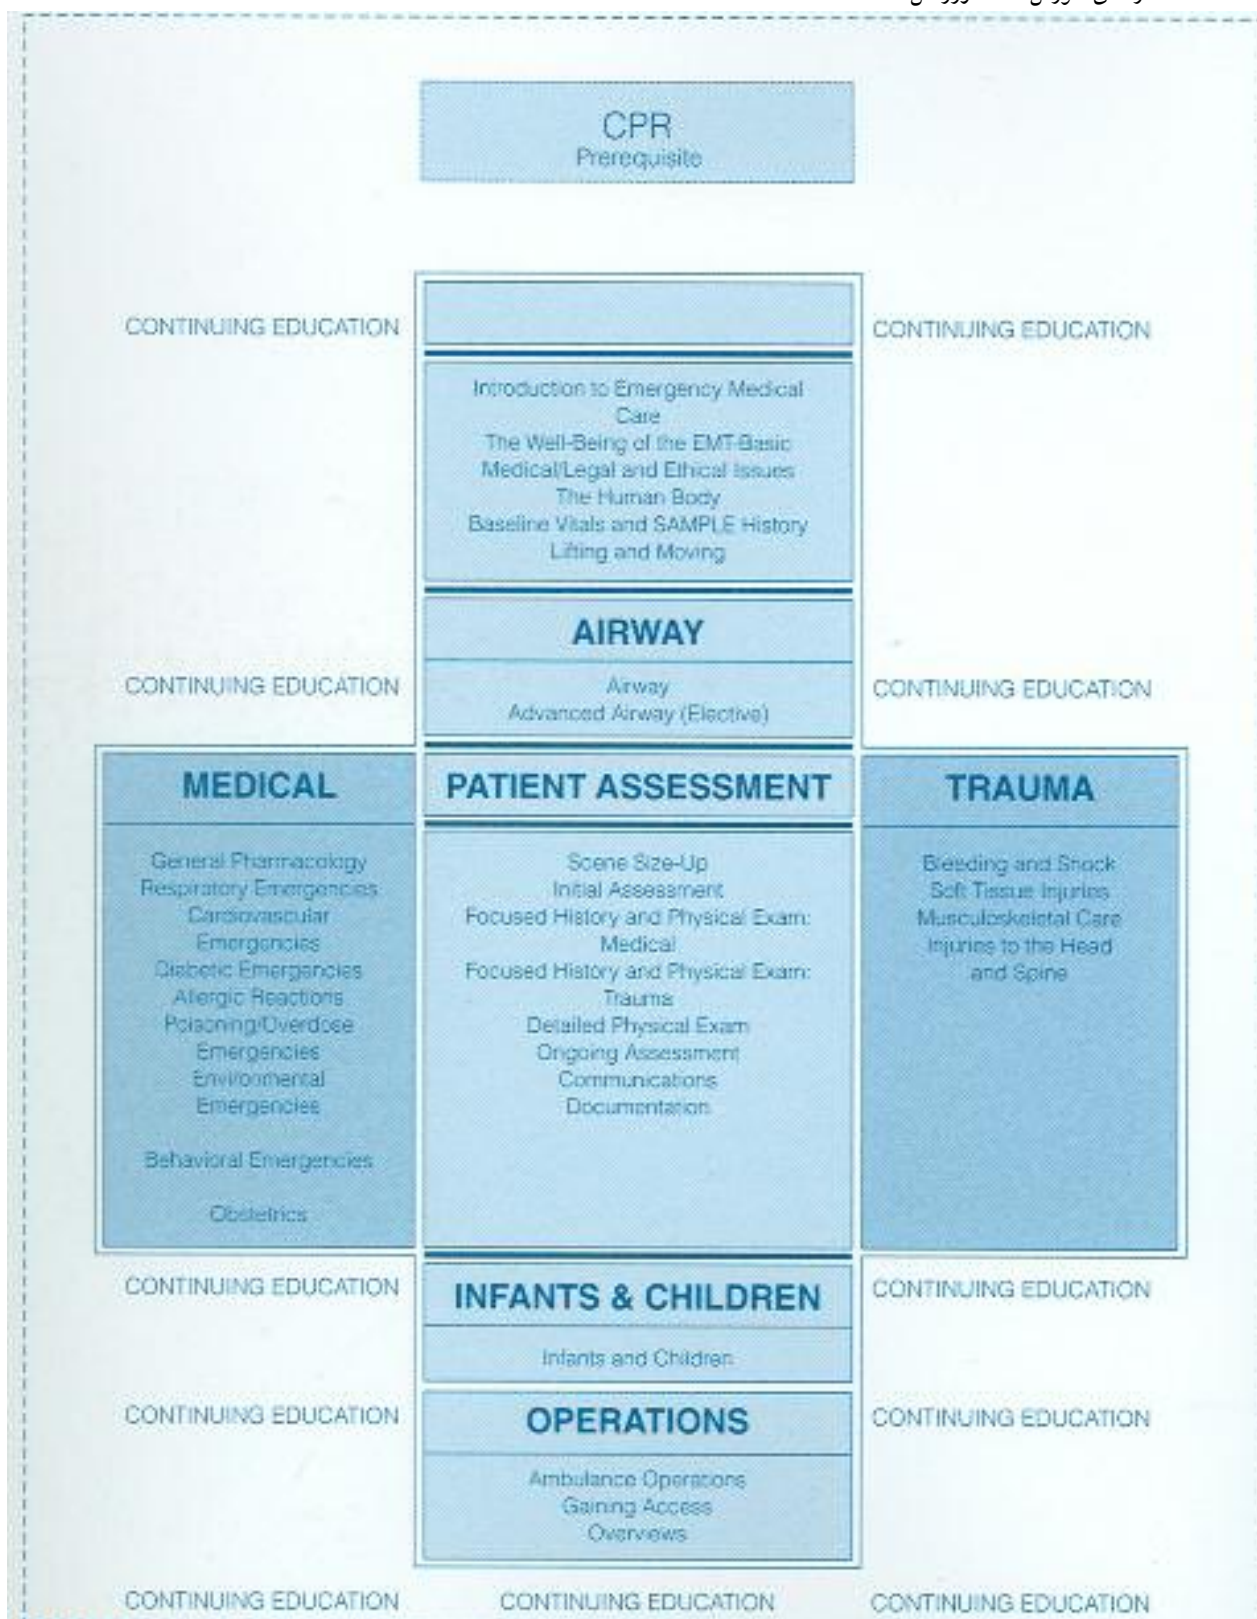 CPR
Prerequisite
CONTINUING EDUCATION
CONTINUING EDUCATION
Introduction to Emergency Medical
Care
The Well-Being of the EMT-Basic
Medical/Legal and Ethical Issues
The Human Body
Baseline Vitals and SAMPLE History
Lifting and Moving
AIRWAY
CONTINUING EDUCATION
Airway
Advanced Airway (Elective)
CONTINUING EDUCATION
MEDICAL
General Pharmacology
Respiratory Emergencies
Cardiovascular
Emergencies
Diabetic Emergencies
Allergic Reactions
Poisoning/Overdose
Emergencies
Environmental
Emergencies
Behavioral Emergencies
Obstetrics
PATIENT ASSESSMENT
Scene Size-Up
Initial Assessment
Focused History and Physical Exam:
Medical
Focused History and Physical Exam:
Trauma
Detailed Physical Exam
Ongoing Assessment
Communications
Documentation
TRAUMA
Bleeding and Shock
Soft Tissue Injuries
Musculoskeletal Care
Injuries to the Head
and Spine
CONTINUING EDUCATION
INFANTS & CHILDREN
CONTINUING EDUCATION
Infants and Children
CONTINUING EDUCATION
OPERATIONS
CONTINUING EDUCATION
Ambulance Operations
Gaining Access
Overviews
CONTINUING EDUCATION
CONTINUING EDUCATION
CONTINUING EDUCATION